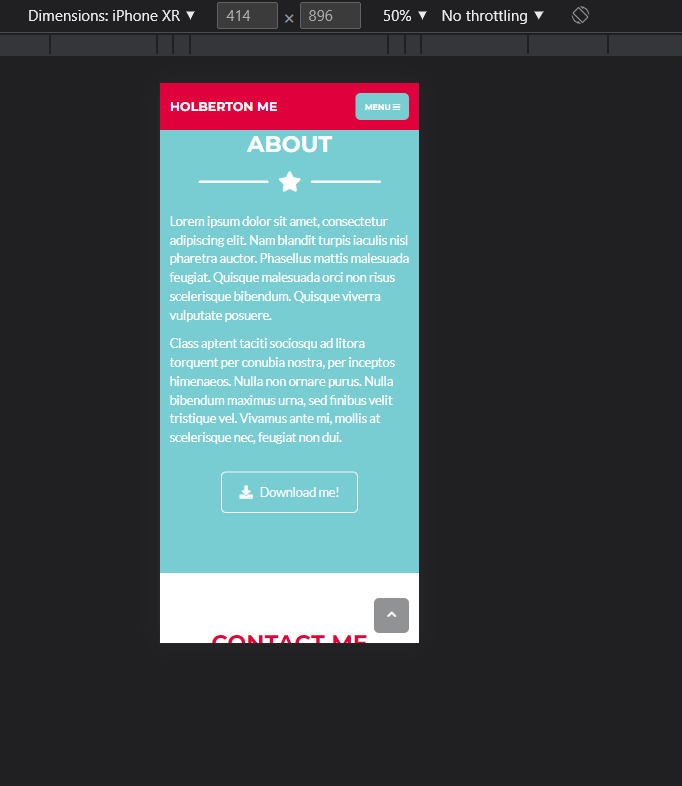 Dimensions: iPhone XR ▼ 414 × 896 50% ▼ No throttling ▼
HOLBERTON ME MENU
ABOUT
Lorem ipsum dolor sit amet, consectetur
adipiscing elit. Nam blandit turpis iaculis nisl
pharetra auctor. Phasellus mattis malesuada
feugiat. Quisque malesuada orci non risus
scelerisque bibendum. Quisque viverra
vulputate posuere.
Class aptent taciti sociosqu ad litora
torquent per conubia nostra, per inceptos
himenaeos. Nulla non ornare purus. Nulla
bibendum maximus urna, sed finibus velit
tristique vel. Vivamus ante mi, mollis at
scelerisque nec, feugiat non dui.
Download me!
CONTACT ME